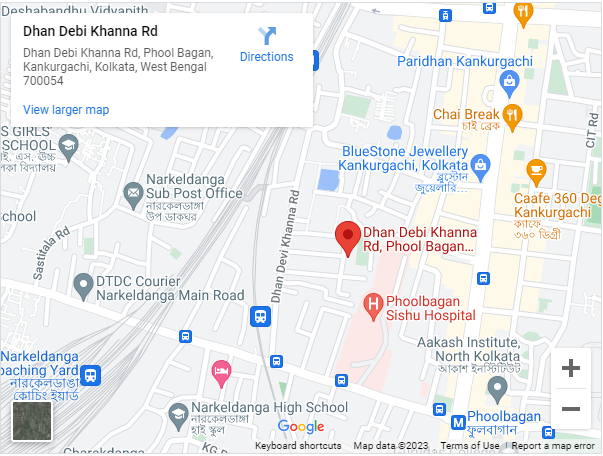 Deshabandhu Vidyapith
Dhan Debi Khanna Rd
Dhan Debi Khanna Rd, Phool Bagan,
Kankurgachi, Kolkata, West Bengal
700054
Directions
View larger map
Paridhan Kankurgachi
Chai Break
চাই ব্রেক
CIT Rd
GIRLS'
SCHOOL
BlueStone Jewellery
Kankurgachi, Kolkata
ব্লুস্টোন
জুয়েলারি...
Narkeldanga
Sub Post Office
নারকেলডাঙ্গা
উপ ডাকঘর
Caafe 360 Deg
Kankurgachi
ক্যাফে
৩৬০ ডিগ্রী
School
Sastitala Rd
Dhan Devi Khanna Rd
Dhan Debi Khanna
Rd, Phool Bagan...
DTDC Courier
Narkeldanga Main Road
Phoolbagan
Sishu Hospital
Aakash Institute,
North Kolkata
আকাশ ইনস্টিটিউট
Narkeldanga
Coaching Yard
নারকেলডাঙা
কোচিং ইয়ার্ড
Narkeldanga High School
নারকেলডাঙ্গা
হাই স্কুল
Phoolbagan
ফুলবাগান
Google
Charakdanga
KG
Keyboard shortcuts
Map data ©2023
Terms of Use
Report a map error